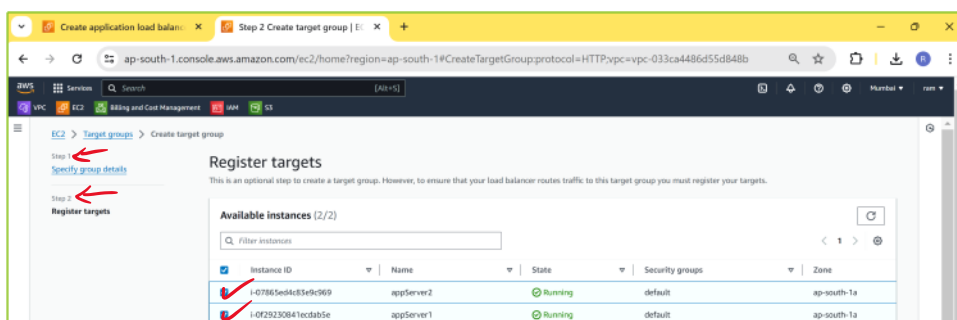 Create application load balanc
Step 2 Create target group | EC
ap-south-1.console.aws.amazon.com/ec2/home?region=ap-south-1#CreateTargetGroup:protocol=HTTP;vpc=vpc-033ca4486d55d848b
R
aws Services Search [Alt+S] Mumbai ram
VPC EC2 Billing and Cost Management IAM S3
EC2 > Target groups > Create target group
Step 1
Specify group details
Step 2
Register targets
Register targets
This is an optional step to create a target group. However, to ensure that your load balancer routes traffic to this target group you must register your targets.
Available instances (2/2)
Filter instances
1
Instance ID Name State Security groups Zone
i-07865ed4c83e9c969 appServer2 Running default ap-south-1a
i-0f29230841ecdab5e appServer1 Running default ap-south-1a